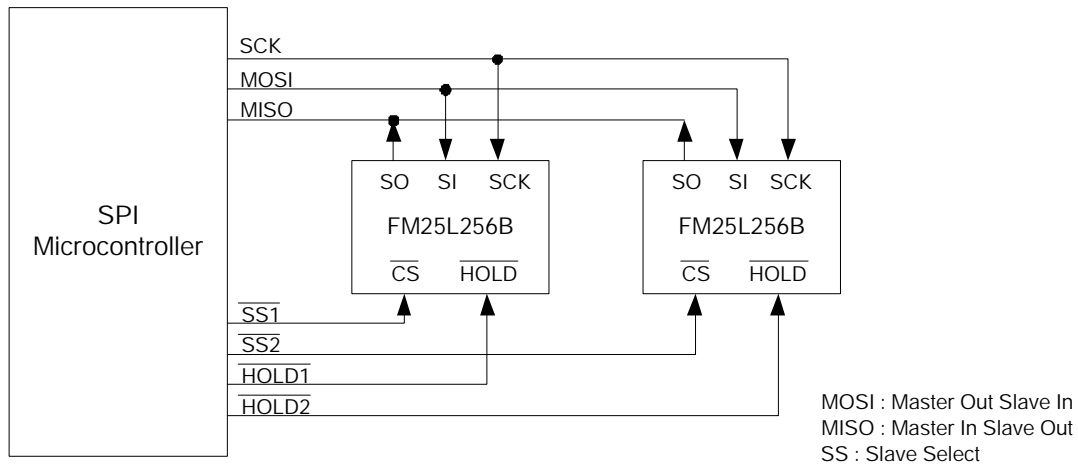 SCK
MOSI
MISO
SO SI SCK
SO SI SCK
SPI
Microcontroller
FM25L256B
FM25L256B
CS HOLD
CS HOLD
SS1
SS2
HOLD1
HOLD2
MOSI : Master Out Slave In
MISO : Master In Slave Out
SS : Slave Select